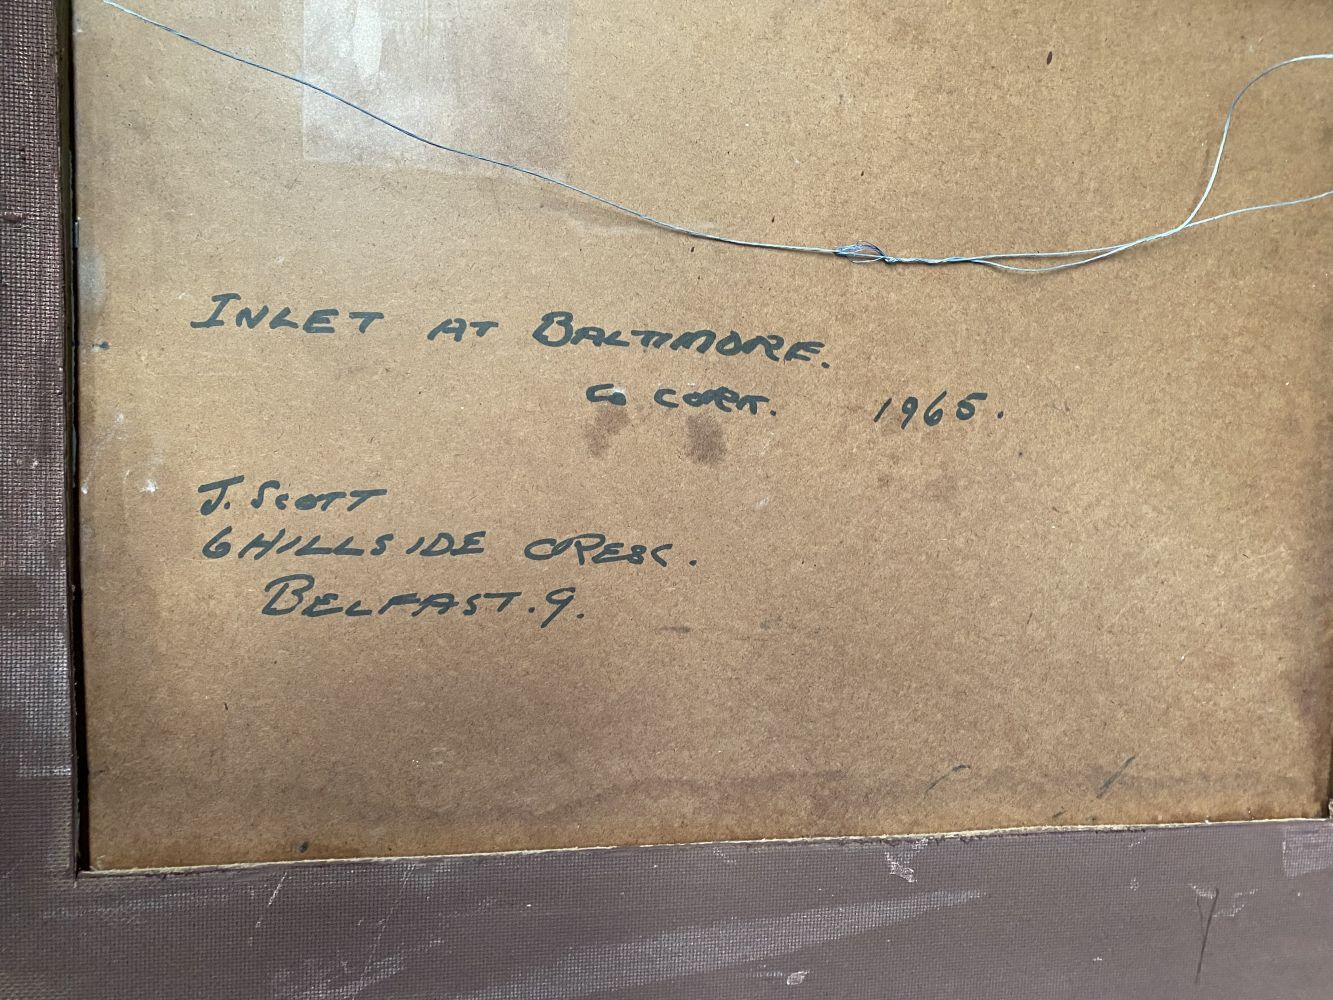 INLET AT BALTIMORE.
Co CORK. 1965.
J. SCOTT
6 HILLSIDE CRESC.
BELFAST. 9.